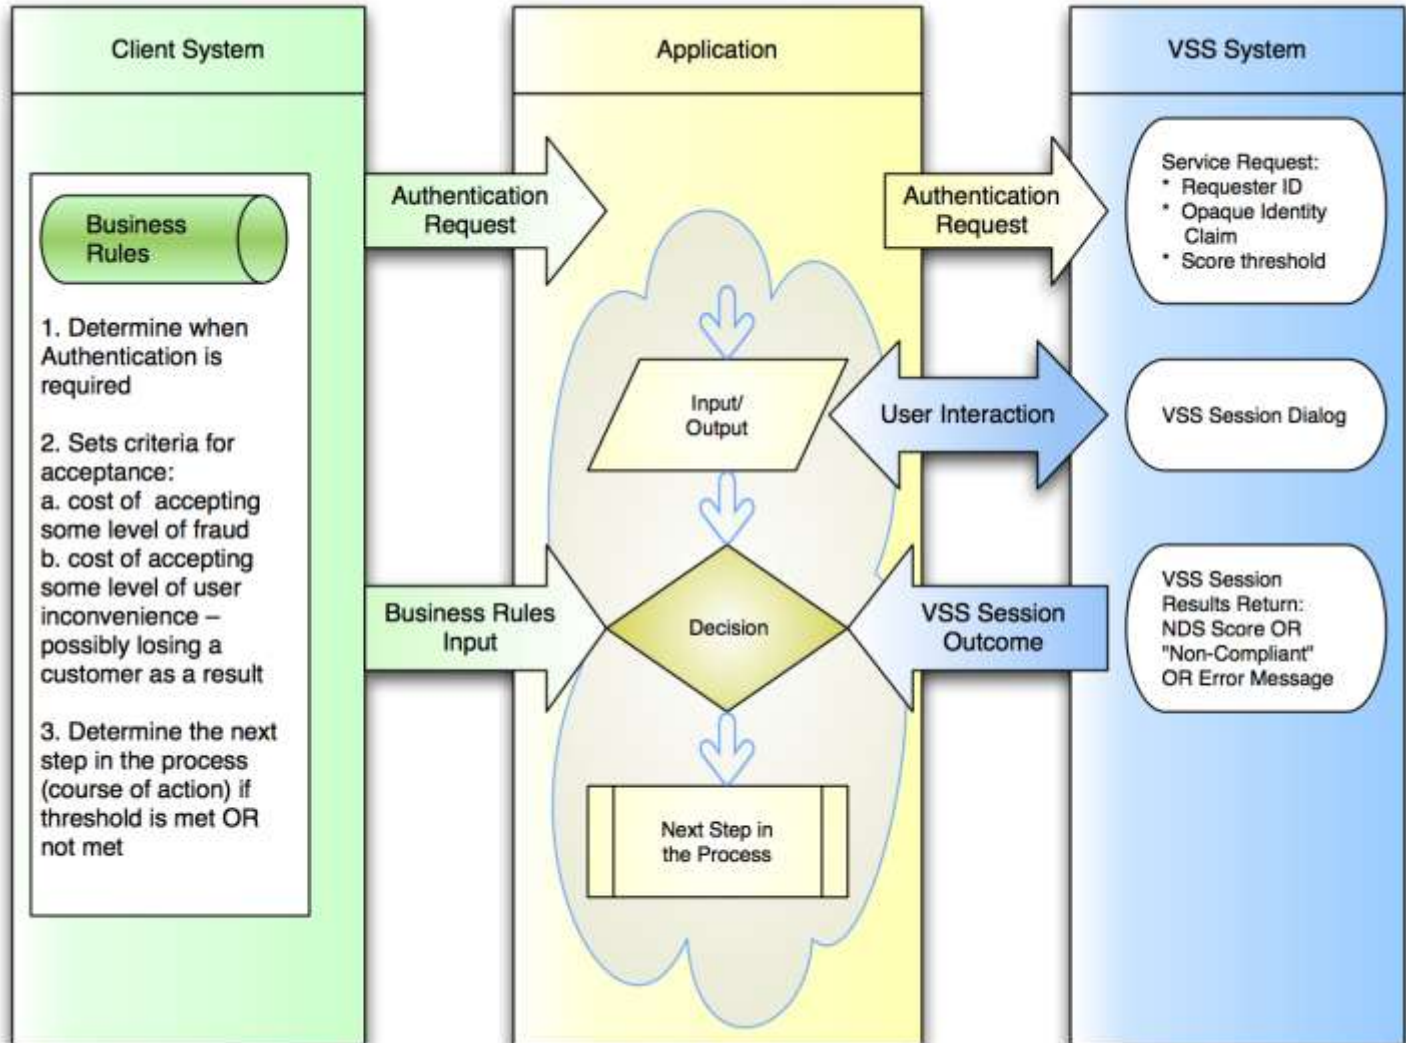 Client System
Application
VSS System
Business
Rules
1. Determine when
Authentication is
required
2. Sets criteria for
acceptance:
a. cost of accepting
some level of fraud
b. cost of accepting
some level of user
inconvenience –
possibly losing a
customer as a result
3. Determine the next
step in the process
(course of action) if
threshold is met OR
not met
Authentication
Request
Business Rules
Input
Input/
Output
Decision
Next Step in
the Process
Authentication
Request
User Interaction
VSS Session
Outcome
Service Request:
* Requester ID
* Opaque Identity
Claim
* Score threshold
VSS Session Dialog
VSS Session
Results Return:
NDS Score OR
"Non-Compliant"
OR Error Message